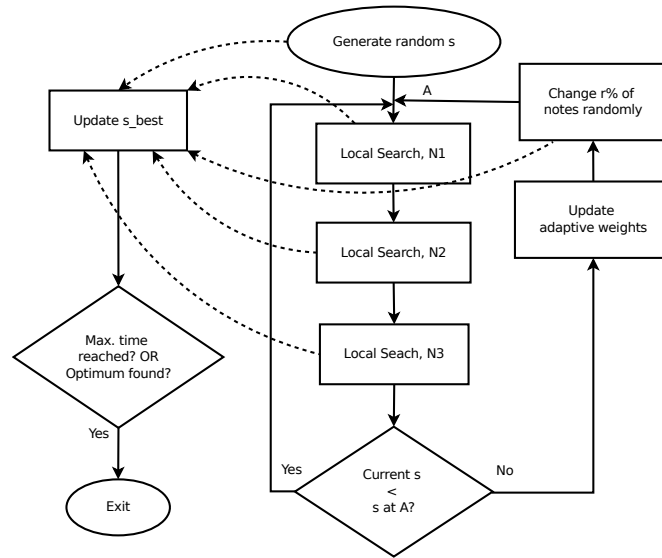 Generate random s
A
Change r% of
notes randomly
Update s_best
Local Search, N1
Update
adaptive weights
Local Search, N2
Max. time
reached? OR
Optimum found?
Local Seach, N3
Yes
Yes
Current s
<
s at A?
No
Exit